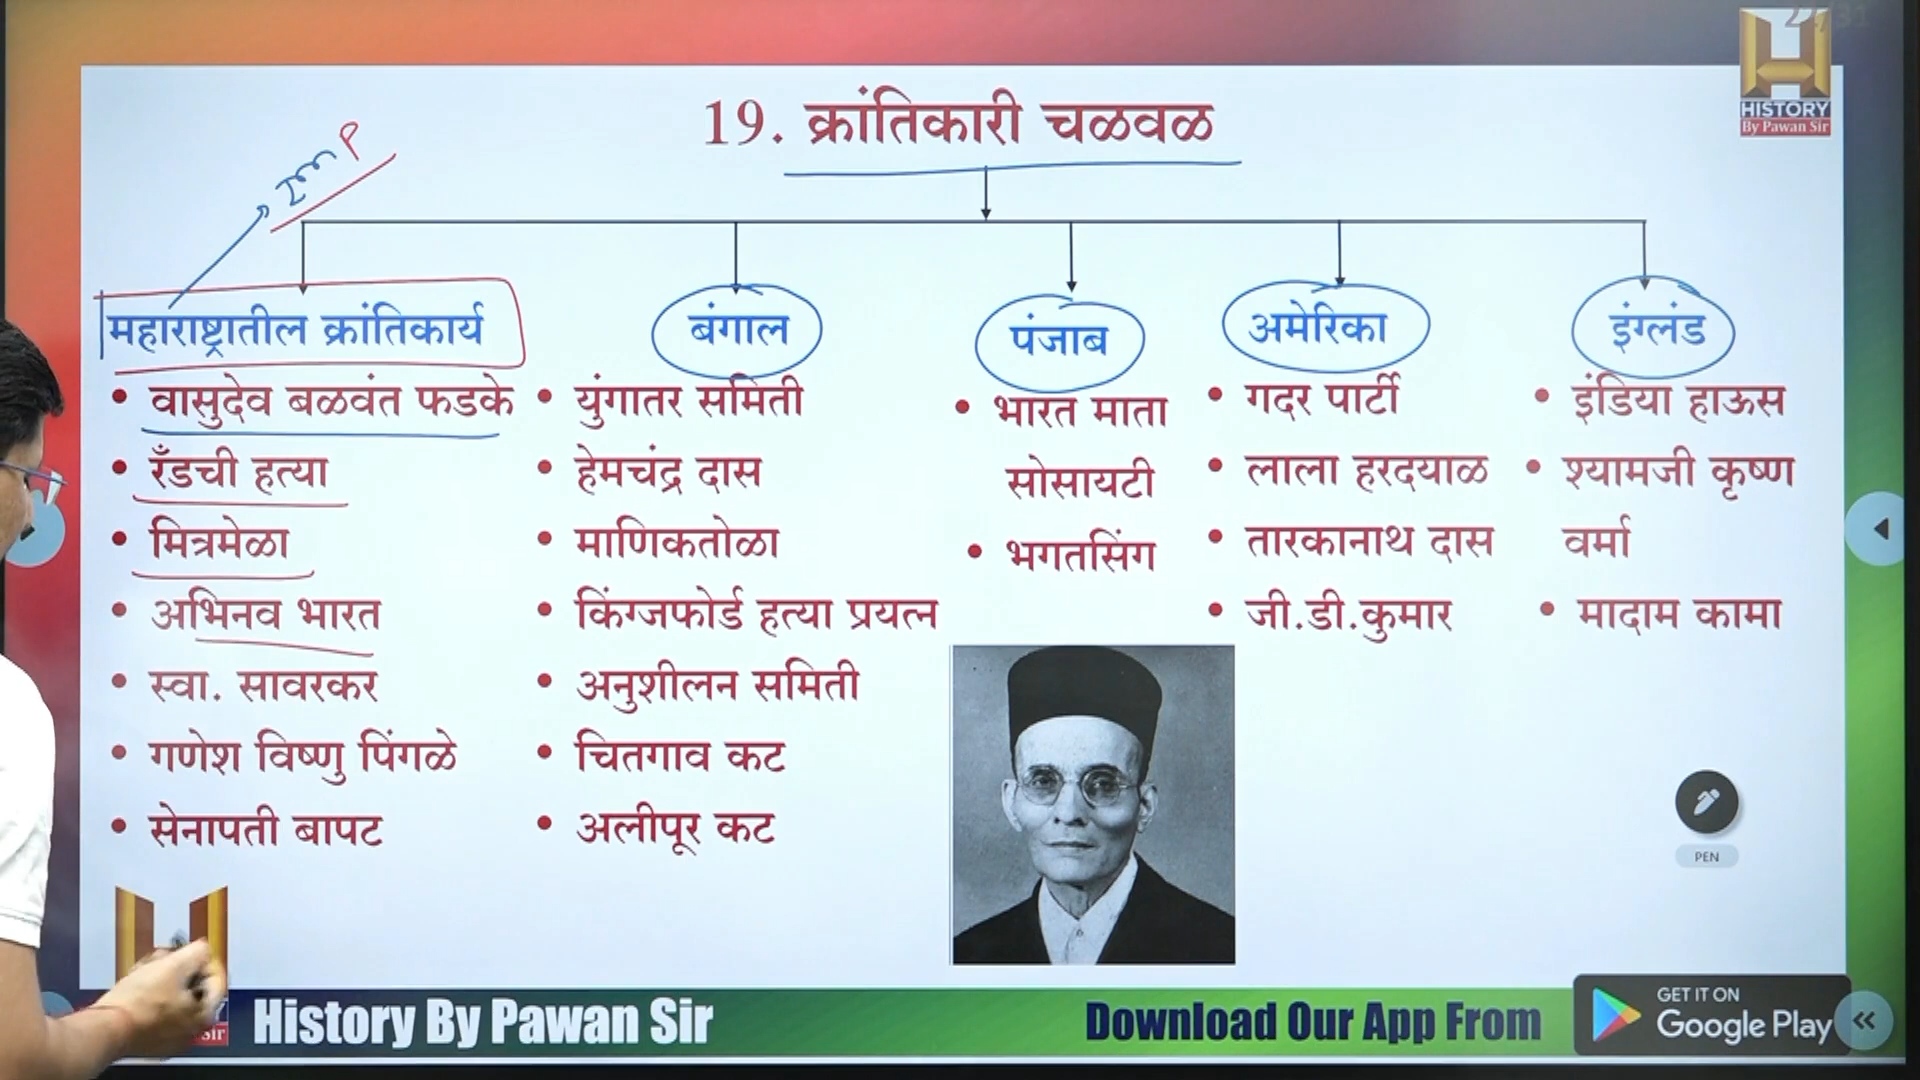 HISTORY
By Pawan Sir
19. क्रांतिकारी चळवळ
Imp
महाराष्ट्रातील क्रांतिकार्य
• वासुदेव बळवंत फडके
• रँडची हत्या
• मित्रमेळा
• अभिनव भारत
• स्वा. सावरकर
• गणेश विष्णु पिंगळे
• सेनापती बापट
बंगाल
• युंगातर समिती
• हेमचंद्र दास
• माणिकतोळा
• किंग्जफोर्ड हत्या प्रयत्न
• अनुशीलन समिती
• चितगाव कट
• अलीपूर कट
पंजाब
• भारत माता
सोसायटी
• भगतसिंग
अमेरिका
• गदर पार्टी
• लाला हरदयाळ
• तारकानाथ दास
• जी.डी.कुमार
इंग्लंड
• इंडिया हाऊस
• श्यामजी कृष्ण
वर्मा
• मादाम कामा
PEN
Sir
History By Pawan Sir
Download Our App From
GET IT ON
Google Play